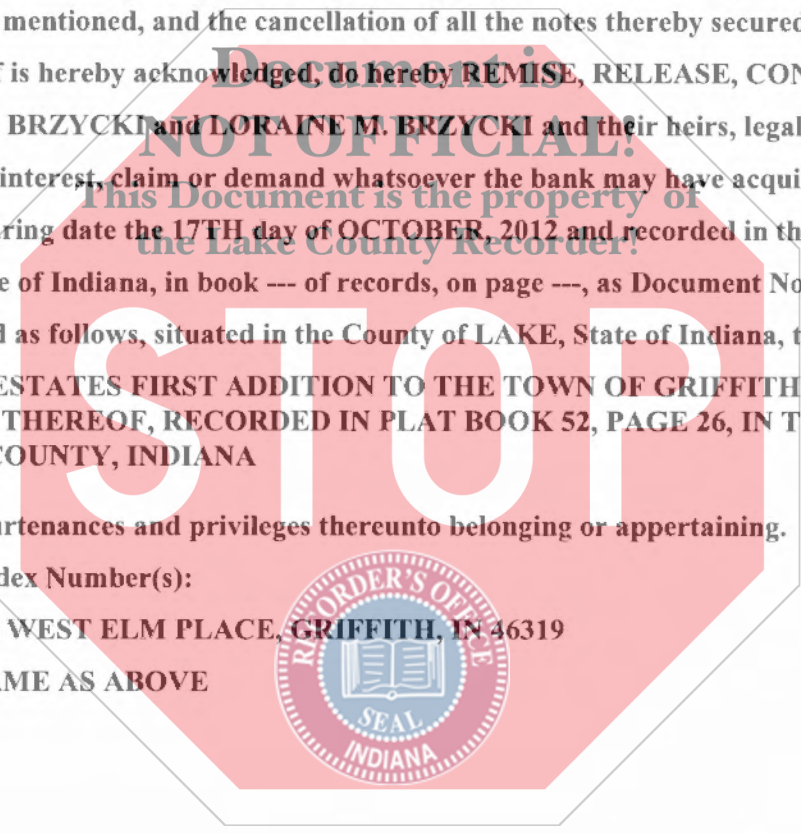 mentioned, and the cancellation of all the notes thereby secured
Document is
f is hereby acknowledged, do hereby REMISE, RELEASE, CON
BRZYCKI and LORAINE M. BRZYCKI and their heirs, legal
NOT OFFICIAL!
interest, claim or demand whatsoever the bank may have acqui
This Document is the property of
ring date the 17TH day of OCTOBER, 2012 and recorded in th
the Lake County Recorder!
e of Indiana, in book --- of records, on page ---, as Document No
d as follows, situated in the County of LAKE, State of Indiana, t
STOP
ESTATES FIRST ADDITION TO THE TOWN OF GRIFFITH
THEREOF, RECORDED IN PLAT BOOK 52, PAGE 26, IN T
COUNTY, INDIANA
urtenances and privileges thereunto belonging or appertaining.
dex Number(s):
WEST ELM PLACE, GRIFFITH, IN 46319
AME AS ABOVE
RECORDER'S OFFICE
SEAL
INDIANA